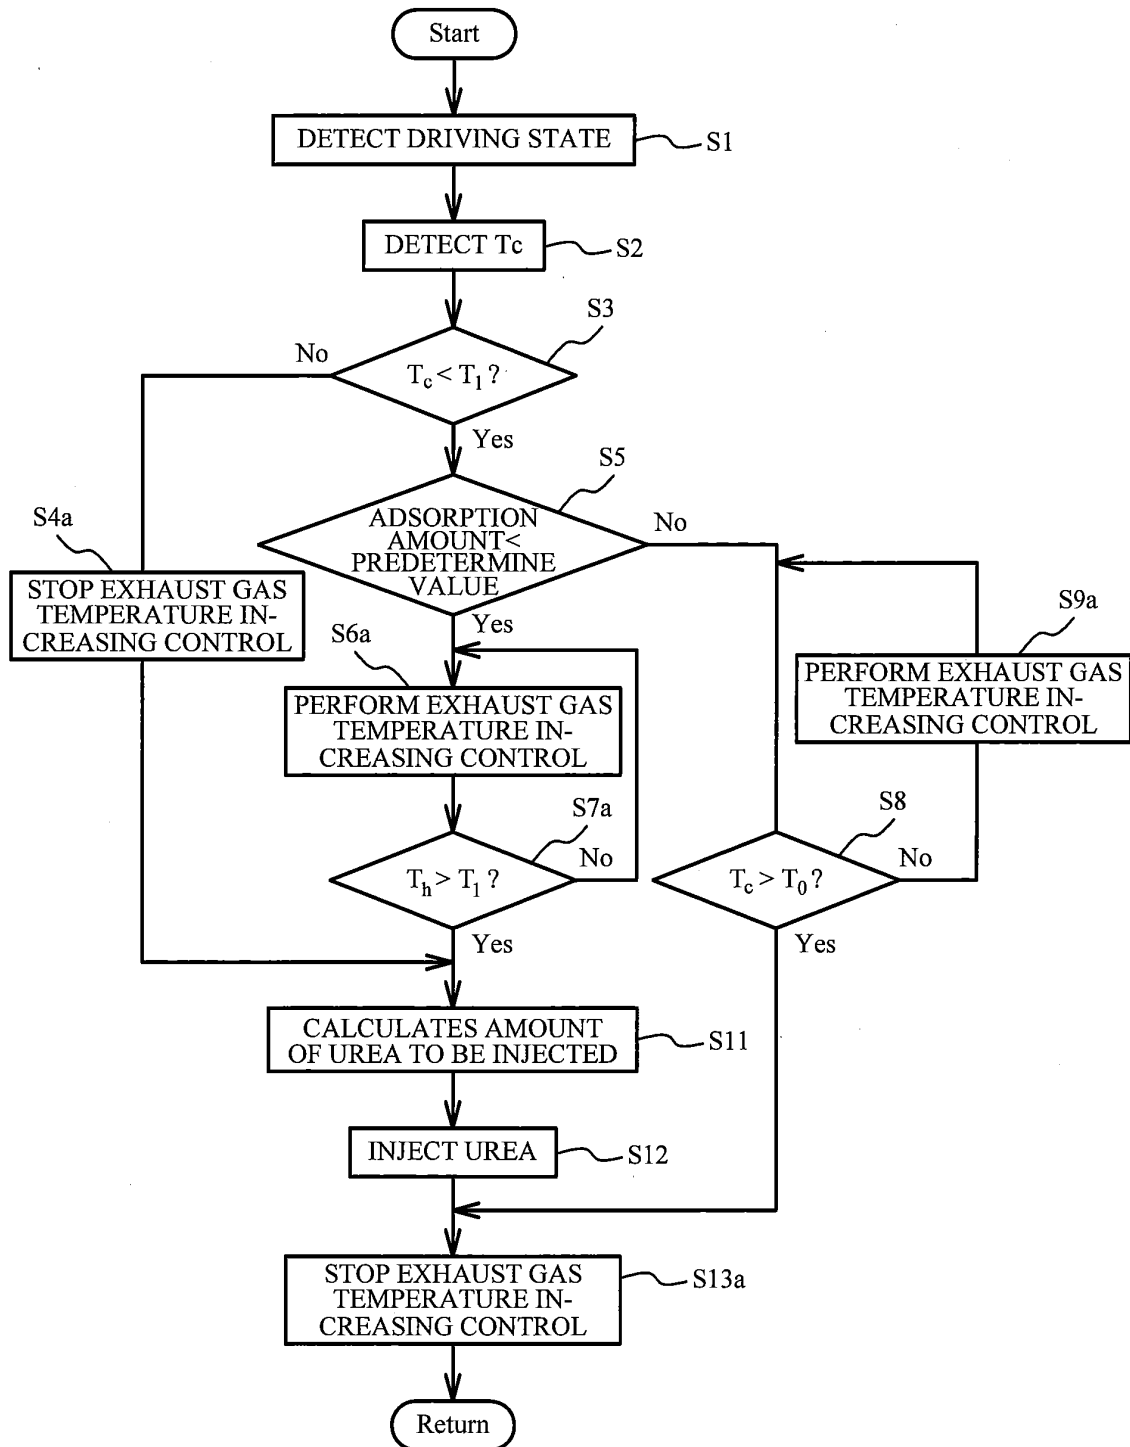 Start
DETECT DRIVING STATE
S1
DETECT Tc
S2
S3
No
Tc < T1 ?
Yes
S5
ADSORPTION
AMOUNT<
PREDETERMINE
VALUE
No
Yes
S4a
STOP EXHAUST GAS
TEMPERATURE IN-
CREASING CONTROL
S6a
PERFORM EXHAUST GAS
TEMPERATURE IN-
CREASING CONTROL
S9a
PERFORM EXHAUST GAS
TEMPERATURE IN-
CREASING CONTROL
S7a
Th > T1 ?
No
Yes
S8
Tc > T0 ?
No
Yes
CALCULATES AMOUNT
OF UREA TO BE INJECTED
S11
INJECT UREA
S12
STOP EXHAUST GAS
TEMPERATURE IN-
CREASING CONTROL
S13a
Return